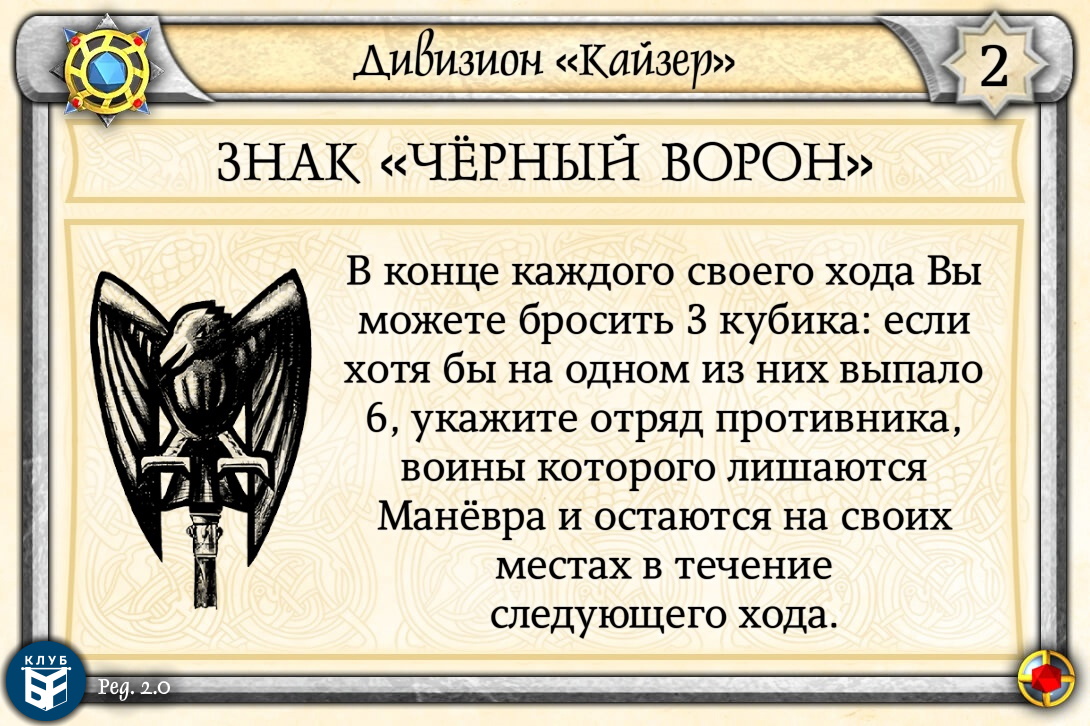 Дивизион «Кайзер»
2
ЗНАК «ЧЁРНЫЙ ВОРОН»
В конце каждого своего хода Вы
можете бросить 3 кубика: если
хотя бы на одном из них выпало
6, укажите отряд противника,
воины которого лишаются
Манёвра и остаются на своих
местах в течение
следующего хода.
КЛУБ
Ред. 2.0